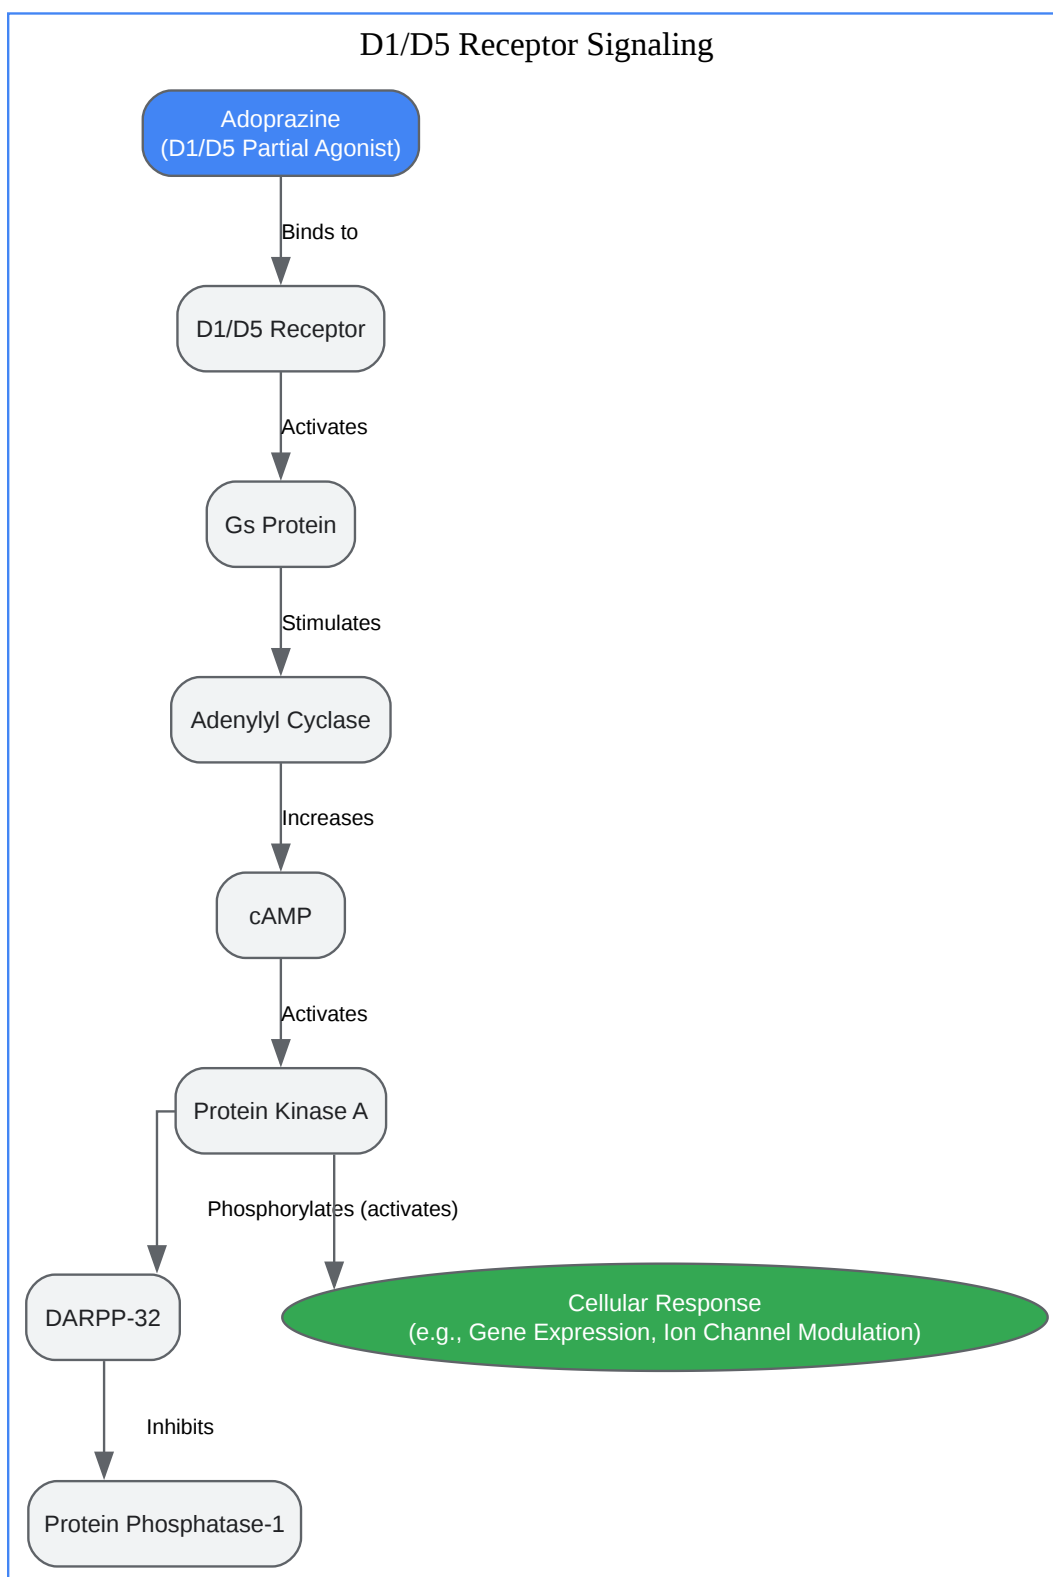 D1/D5 Receptor Signaling
Adoprazine
(D1/D5 Partial Agonist)
Binds to
D1/D5 Receptor
Activates
Gs Protein
Stimulates
Adenylyl Cyclase
Increases
cAMP
Activates
Protein Kinase A
Phosphorylates (activates)
DARPP-32
Cellular Response
(e.g., Gene Expression, Ion Channel Modulation)
Inhibits
Protein Phosphatase-1